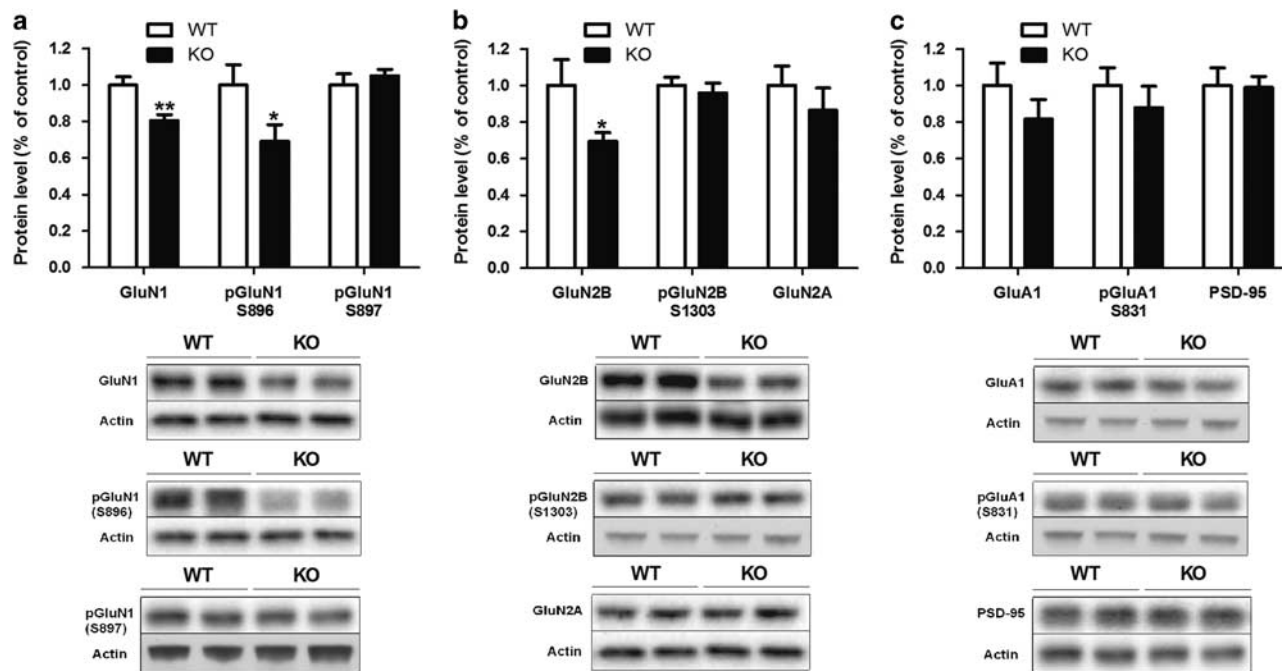 a
WT
KO
Protein level (% of control)
1.2
1.0
0.8
0.6
0.4
0.2
0.0
**
*
GluN1
pGluN1
S896
pGluN1
S897
WT KO
GluN1
Actin
WT KO
pGluN1
(S896)
Actin
WT KO
pGluN1
(S897)
Actin
b
WT
KO
Protein level (% of control)
1.2
1.0
0.8
0.6
0.4
0.2
0.0
*
GluN2B
pGluN2B
S1303
GluN2A
WT KO
GluN2B
Actin
WT KO
pGluN2B
(S1303)
Actin
WT KO
GluN2A
Actin
c
WT
KO
Protein level (% of control)
1.2
1.0
0.8
0.6
0.4
0.2
0.0
GluA1
pGluA1
S831
PSD-95
WT KO
GluA1
Actin
WT KO
pGluA1
(S831)
Actin
WT KO
PSD-95
Actin